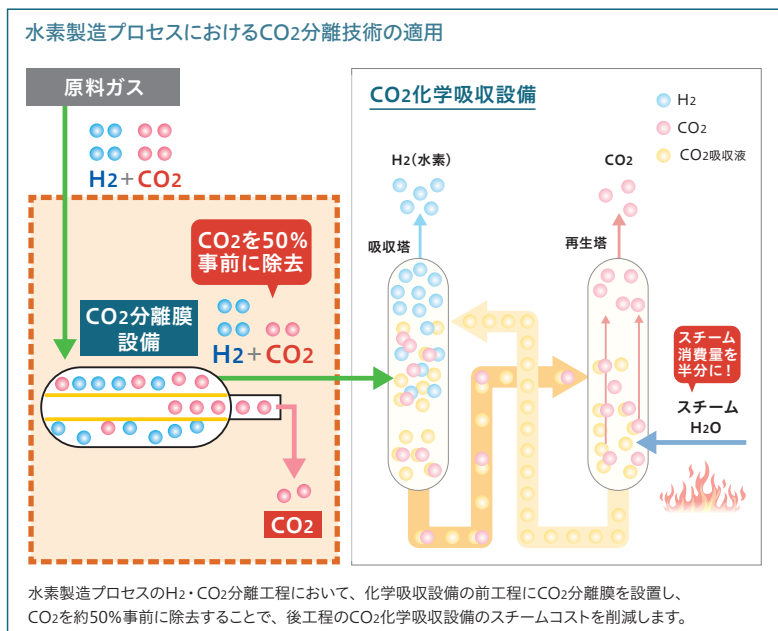 水素製造プロセスにおけるCO2分離技術の適用
原料ガス
H2+CO2
CO2を50%
事前に除去
CO2分離膜
設備
H2+CO2
CO2
CO2化学吸収設備
H2
CO2
CO2吸収液
H2(水素)
CO2
吸収塔
再生塔
スチーム
消費量を
半分に!
スチーム
H2O
水素製造プロセスのH2・CO2分離工程において、化学吸収設備の前工程にCO2分離膜を設置し、
CO2を約50%事前に除去することで、後工程のCO2化学吸収設備のスチームコストを削減します。